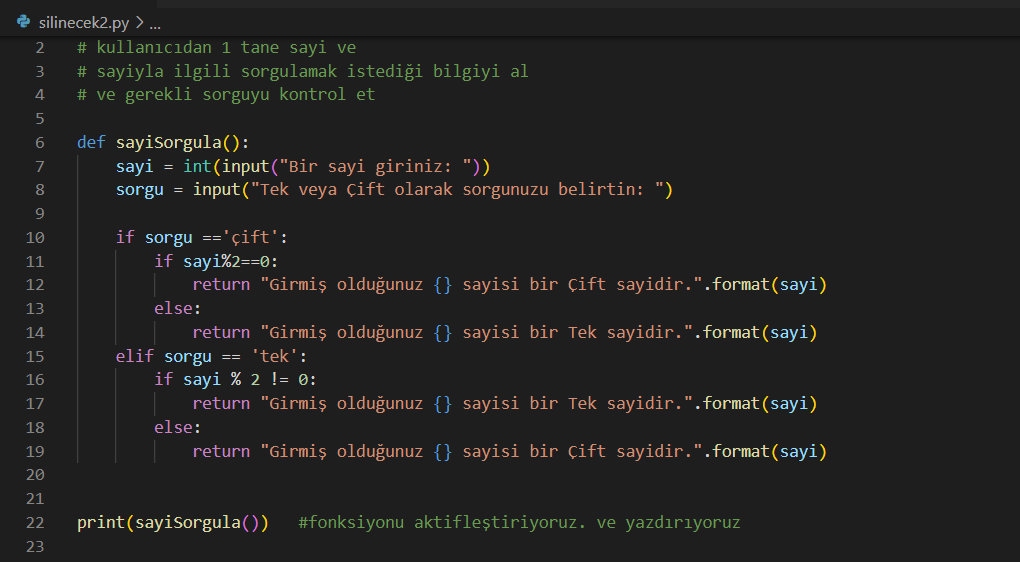 silinecek2.py > ...
2 # kullanıcıdan 1 tane sayi ve
3 # sayiyla ilgili sorgulamak istediği bilgiyi al
4 # ve gerekli sorguyu kontrol et
5
6 def sayiSorgula():
7     sayi = int(input("Bir sayi giriniz: "))
8     sorgu = input("Tek veya Çift olarak sorgunuzu belirtin: ")
9
10     if sorgu =='çift':
11         if sayi%2==0:
12             return "Girmiş olduğunuz {} sayisi bir Çift sayidir.".format(sayi)
13         else:
14             return "Girmiş olduğunuz {} sayisi bir Tek sayidir.".format(sayi)
15     elif sorgu == 'tek':
16         if sayi % 2 != 0:
17             return "Girmiş olduğunuz {} sayisi bir Tek sayidir.".format(sayi)
18         else:
19             return "Girmiş olduğunuz {} sayisi bir Çift sayidir.".format(sayi)
20
21
22 print(sayiSorgula())   #fonksiyonu aktifleştiriyoruz. ve yazdırıyoruz
23